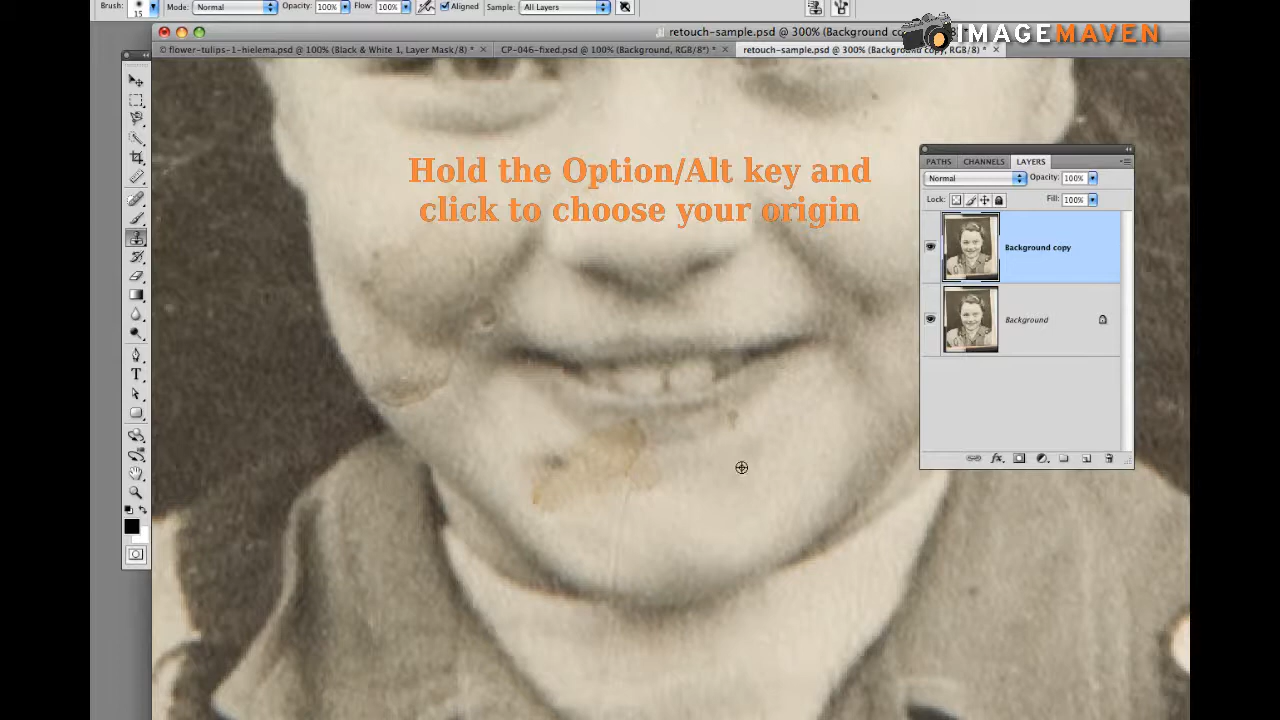 Brush: 15 Mode: Normal Opacity: 100% Flow: 100% Aligned Sample: All Layers
retouch-sample.psd @ 300% (Background
IMAGEMAVEN
© flower-tulips-1-hielema.psd @ 100% (Black & White 1, Layer Mask/8) * × CP-046-fixed.psd @ 100% (Background, RGB/8*) * × retouch-sample.psd @ 300% (Background copy, RGB/8) * ×
Hold the Option/Alt key and
click to choose your origin
PATHS CHANNELS LAYERS
Normal Opacity: 100%
Lock: Fill: 100%
Background copy
Background
T
fx